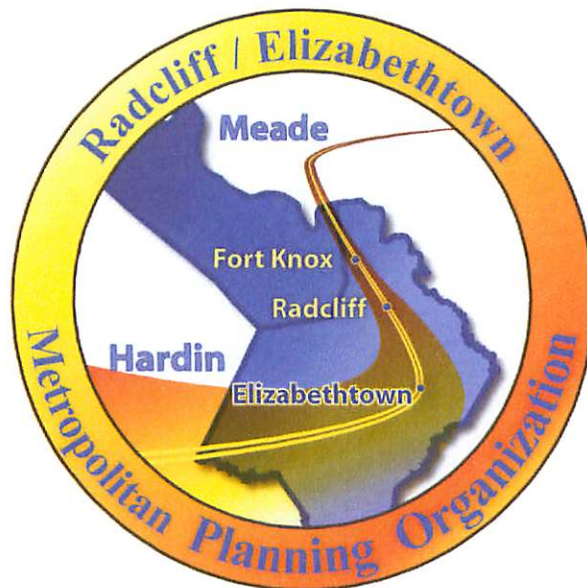 Radcliff / Elizabethtown
Meade
Fort Knox
Radcliff
Hardin
Elizabethtown
Metropolitan Planning Organization